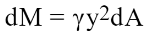 dM = γy²dA